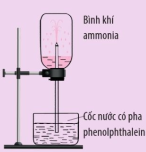 Bình khí
ammonia
Cốc nước có pha
phenolphthalein